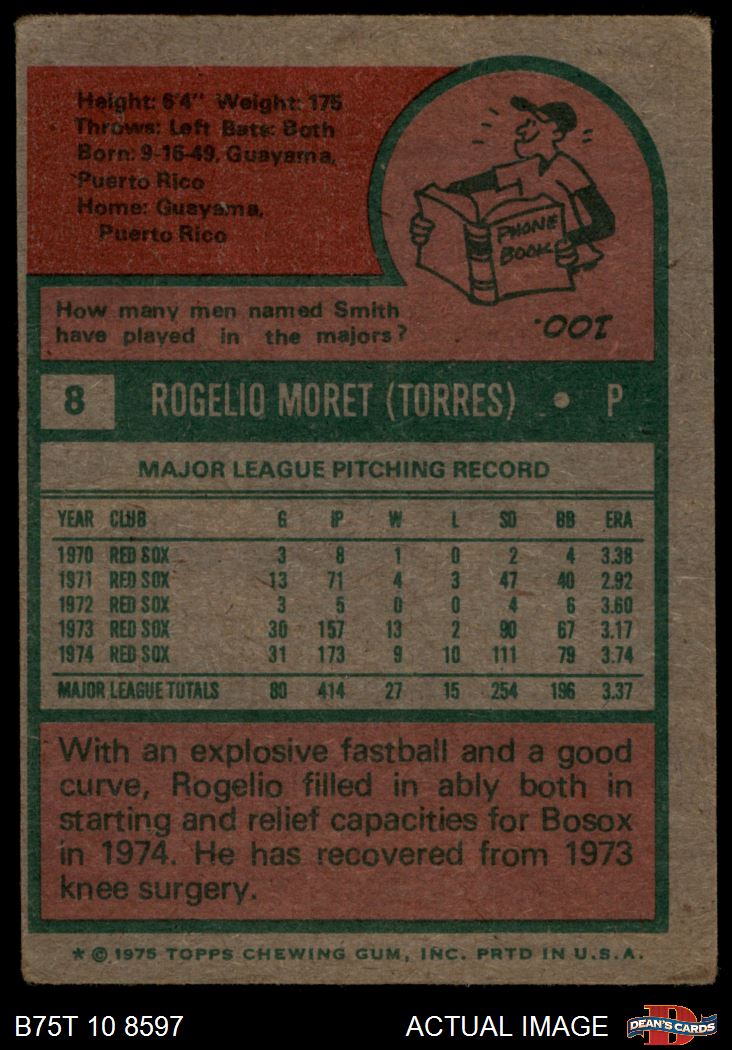 Height: 6'4" Weight: 175
Throws: Left Bats: Both
Born: 9-16-49, Guayama,
Puerto Rico
Home: Guayama,
Puerto Rico
PHONE
BOOK
How many men named Smith
have played in the majors?
100.
8 ROGELIO MORET (TORRES) • P
MAJOR LEAGUE PITCHING RECORD
YEAR CLUB G IP W L SO BB ERA
1970 RED SOX 3 8 1 0 2 4 3.38
1971 RED SOX 13 71 4 3 47 40 2.92
1972 RED SOX 3 5 0 0 4 6 3.60
1973 RED SOX 30 157 13 2 90 67 3.17
1974 RED SOX 31 173 9 10 111 79 3.74
MAJOR LEAGUE TOTALS 80 414 27 15 254 196 3.37
With an explosive fastball and a good
curve, Rogelio filled in ably both in
starting and relief capacities for Bosox
in 1974. He has recovered from 1973
knee surgery.
* © 1975 TOPPS CHEWING GUM, INC. PRTD IN U.S.A.
B75T 10 8597 ACTUAL IMAGE D DEAN'S CARDS